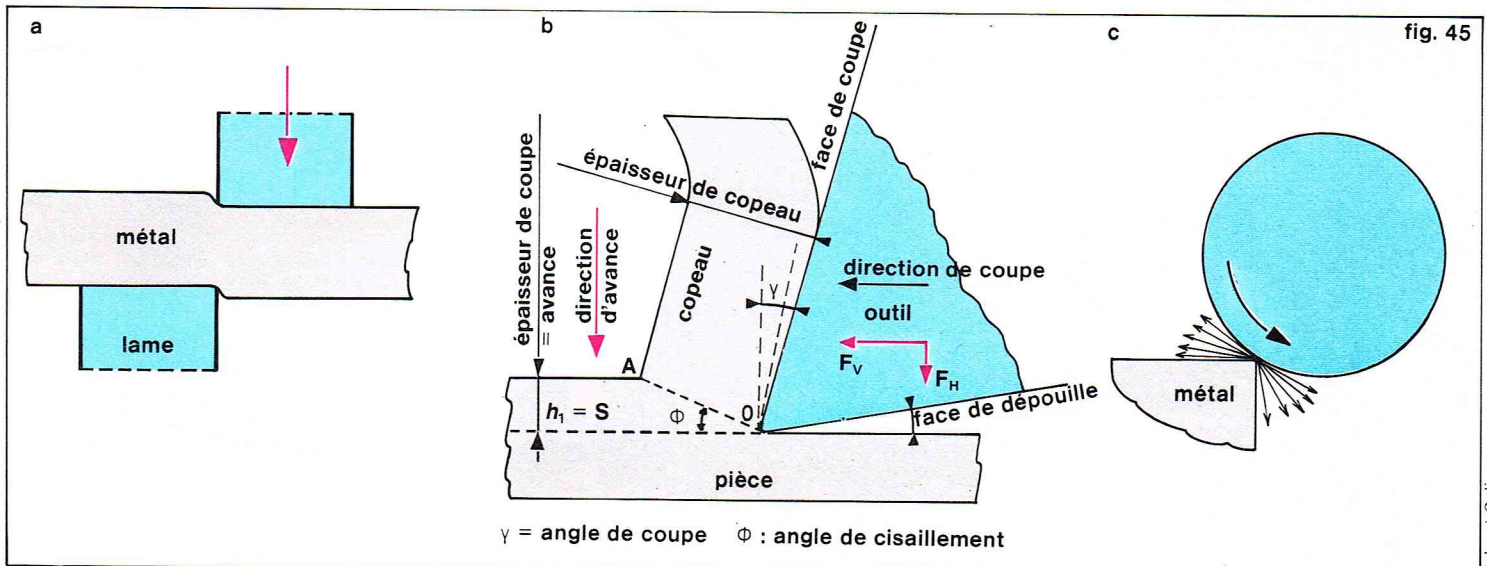 a
b
c
fig. 45
métal
lame
épaisseur de coupe
= avance
direction
d'avance
épaisseur de copeau
face de coupe
copeau
γ
direction de coupe
outil
F_V
F_H
A
O
h₁ = S
Φ
face de dépouille
pièce
métal
γ = angle de coupe Φ : angle de cisaillement